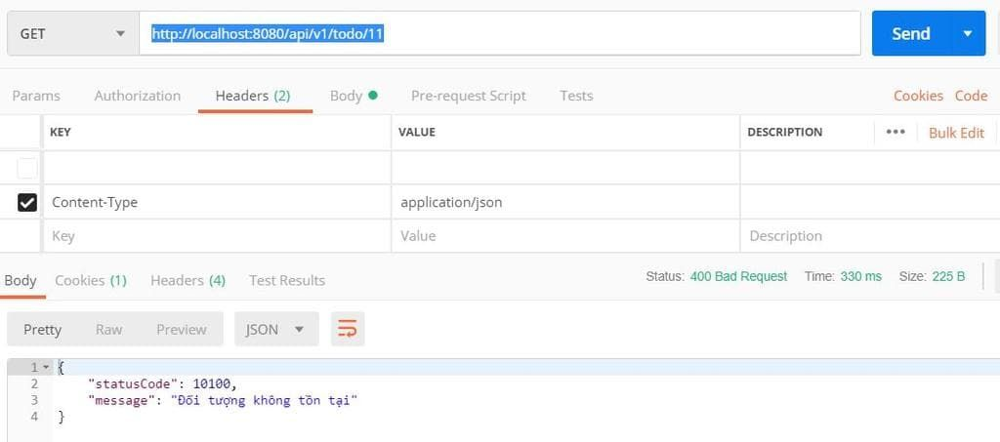 GET http://localhost:8080/api/v1/todo/11 Send
Params Authorization Headers (2) Body Pre-request Script Tests Cookies Code
KEY VALUE DESCRIPTION ••• Bulk Edit
Content-Type application/json
Key Value Description
Body Cookies (1) Headers (4) Test Results Status: 400 Bad Request Time: 330 ms Size: 225 B
Pretty Raw Preview JSON
1 {
2 "statusCode": 10100,
3 "message": "Đối tượng không tồn tại"
4 }